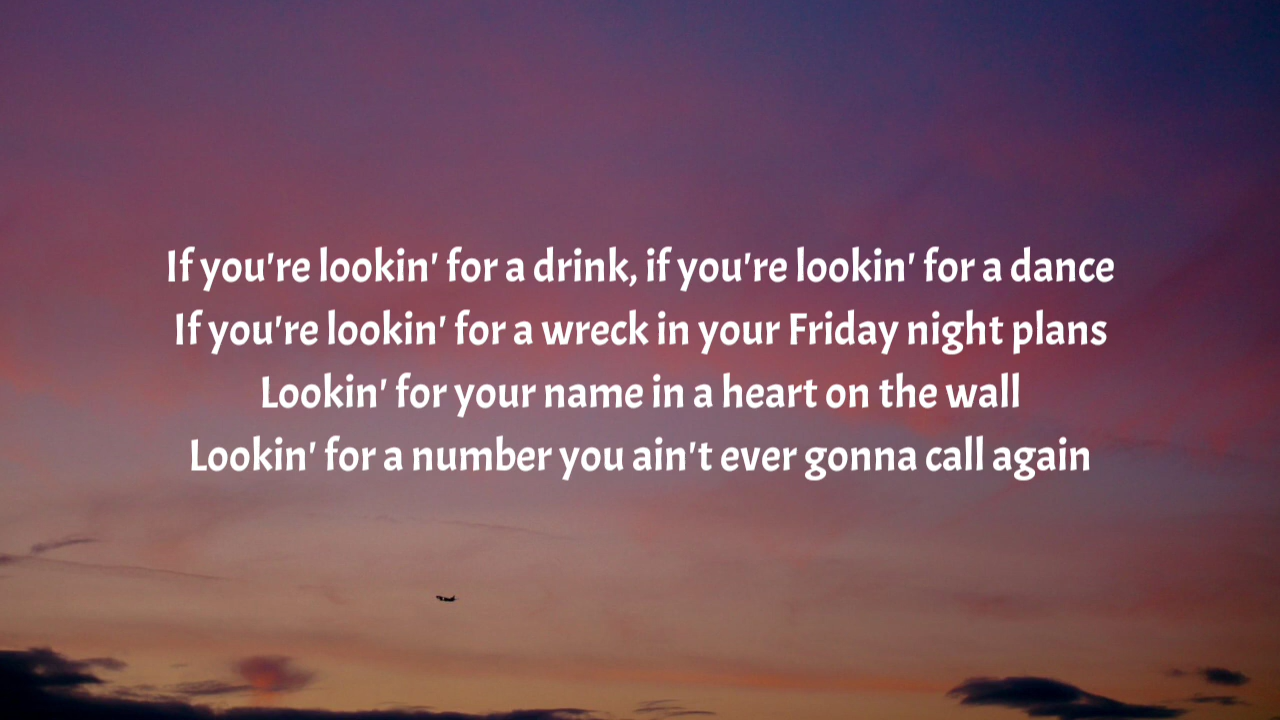 If you're lookin' for a drink, if you're lookin' for a dance
If you're lookin' for a wreck in your Friday night plans
Lookin' for your name in a heart on the wall
Lookin' for a number you ain't ever gonna call again